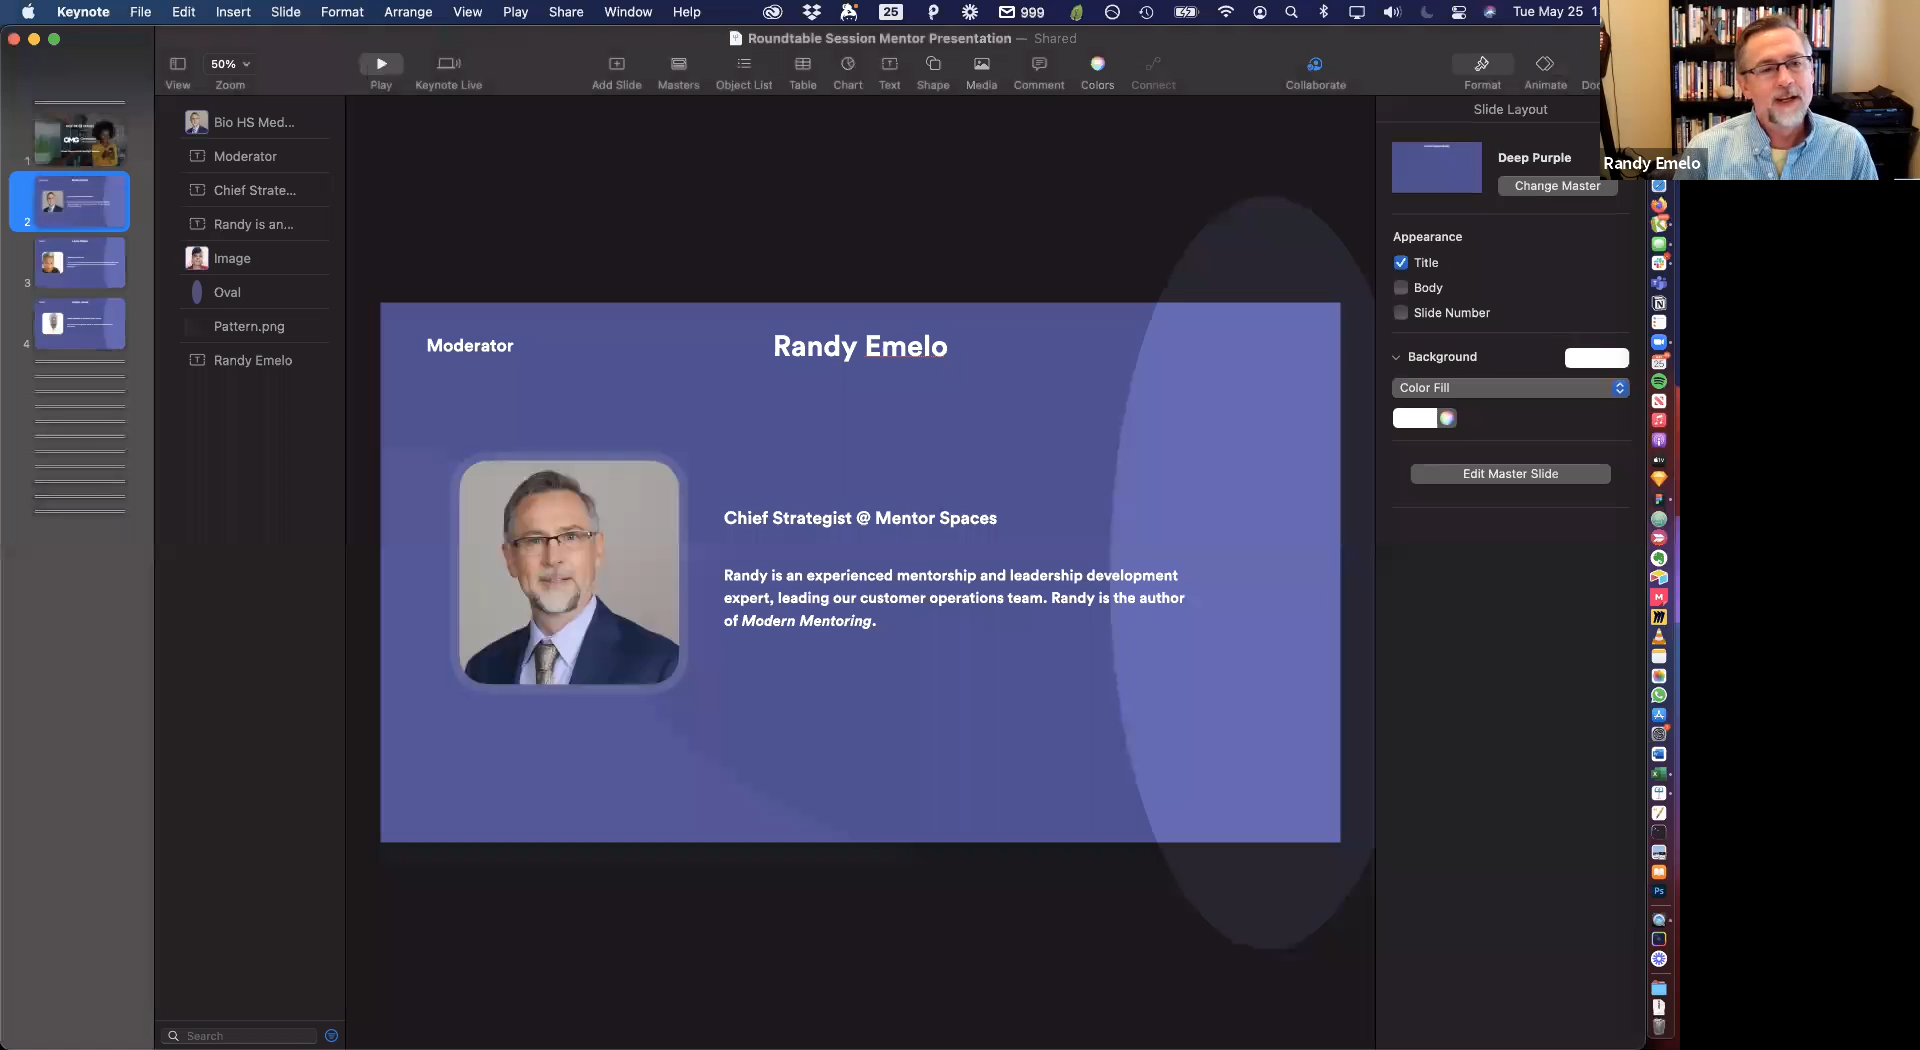 Keynote File Edit Insert Slide Format Arrange View Play Share Window Help 25 999 Tue May 25
Roundtable Session Mentor Presentation — Shared
50%
View Zoom Play Keynote Live Add Slide Masters Object List Table Chart Text Shape Media Comment Colors Connect Collaborate Format Animate
Slide Layout
Randy Emelo
Deep Purple
Change Master
Appearance
Title
Body
Slide Number
Background
Color Fill
Edit Master Slide
1
2
3
4
Bio HS Med...
Moderator
Chief Strate...
Randy is an...
Image
Oval
Pattern.png
Randy Emelo
Search
Moderator
Randy Emelo
Chief Strategist @ Mentor Spaces
Randy is an experienced mentorship and leadership development
expert, leading our customer operations team. Randy is the author
of Modern Mentoring.